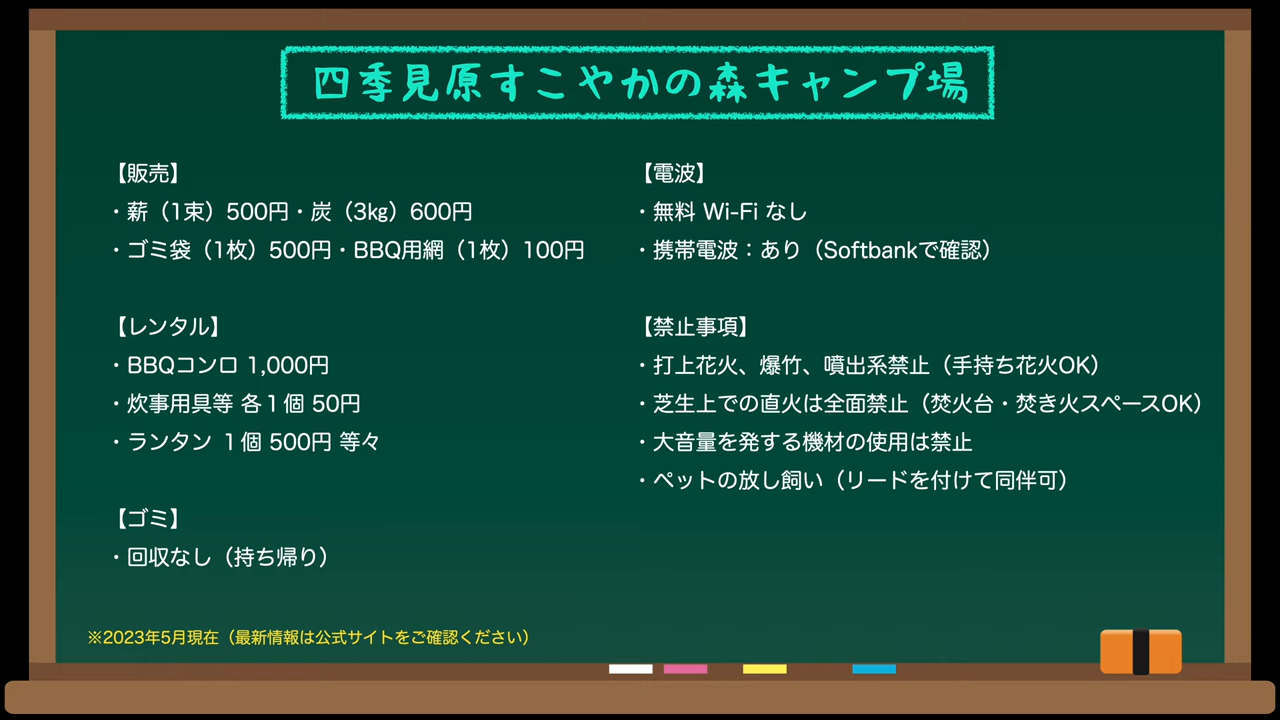 四季見原すこやかの森キャンプ場
【販売】
・薪（1束）500円・炭（3㎏）600円
・ゴミ袋（1枚）500円・BBQ用網（1枚）100円
【レンタル】
・BBQコンロ 1,000円
・炊事用具等 各１個 50円
・ランタン １個 500円 等々
【ゴミ】
・回収なし（持ち帰り）
【電波】
・無料 Wi-Fi なし
・携帯電波：あり（Softbankで確認）
【禁止事項】
・打上花火、爆竹、噴出系禁止（手持ち花火OK）
・芝生上での直火は全面禁止（焚火台・焚き火スペースOK）
・大音量を発する機材の使用は禁止
・ペットの放し飼い（リードを付けて同伴可）
※2023年5月現在（最新情報は公式サイトをご確認ください）